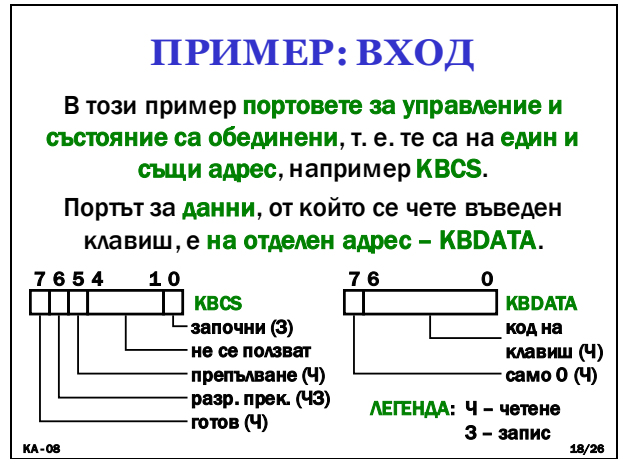 ПРИМЕР: ВХОД
В този пример портовете за управление и
състояние са обединени, т. е. те са на един и
същи адрес, например KBCS.
Портът за данни, от който се чете въведен
клавиш, е на отделен адрес – KBDATA.
7 6 5 4 1 0
KBCS
започни (З)
не се ползват
препълване (Ч)
разр. прек. (ЧЗ)
готов (Ч)
7 6 0
KBDATA
код на
клавиш (Ч)
само 0 (Ч)
ЛЕГЕНДА: Ч – четене
З – запис
КА-08
18/26